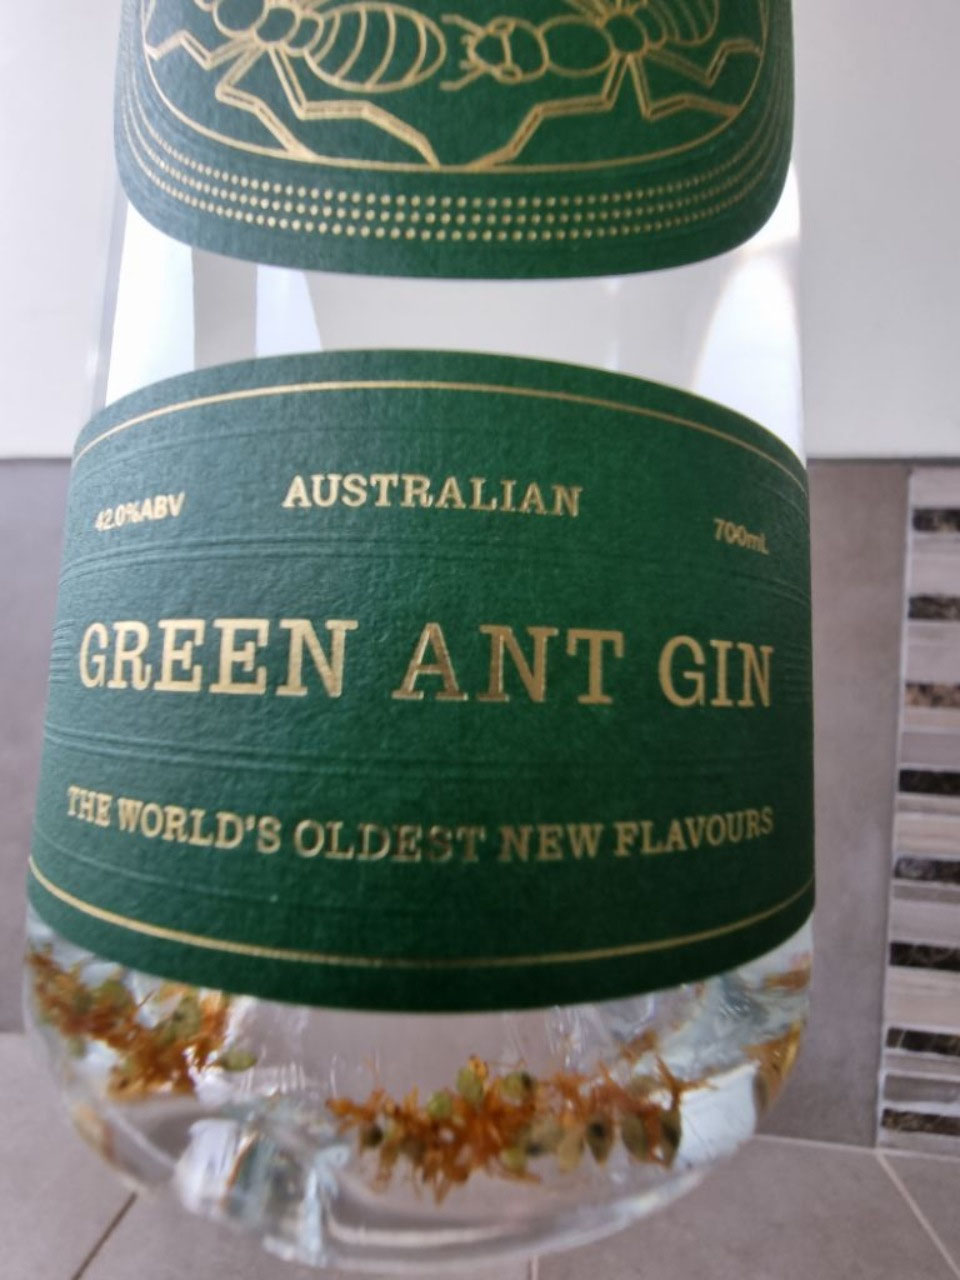 AUSTRALIAN
42.0%ABV
700mL
GREEN ANT GIN
THE WORLD'S OLDEST NEW FLAVOURS